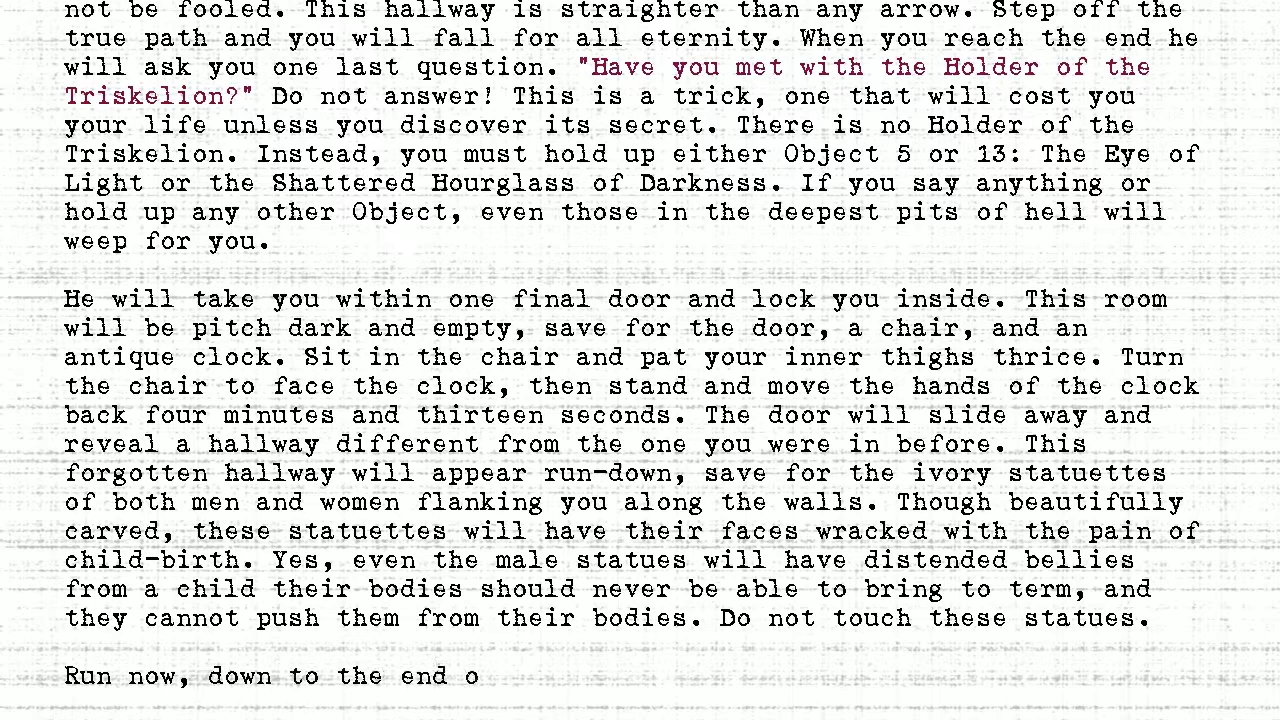 not be fooled. This hallway is straighter than any arrow. Step off the
true path and you will fall for all eternity. When you reach the end he
will ask you one last question. "Have you met with the Holder of the
Triskelion?" Do not answer! This is a trick, one that will cost you
your life unless you discover its secret. There is no Holder of the
Triskelion. Instead, you must hold up either Object 5 or 13: The Eye of
Light or the Shattered Hourglass of Darkness. If you say anything or
hold up any other Object, even those in the deepest pits of hell will
weep for you.
He will take you within one final door and lock you inside. This room
will be pitch dark and empty, save for the door, a chair, and an
antique clock. Sit in the chair and pat your inner thighs thrice. Turn
the chair to face the clock, then stand and move the hands of the clock
back four minutes and thirteen seconds. The door will slide away and
reveal a hallway different from the one you were in before. This
forgotten hallway will appear run-down, save for the ivory statuettes
of both men and women flanking you along the walls. Though beautifully
carved, these statuettes will have their faces wracked with the pain of
child-birth. Yes, even the male statues will have distended bellies
from a child their bodies should never be able to bring to term, and
they cannot push them from their bodies. Do not touch these statues.
Run now, down to the end o